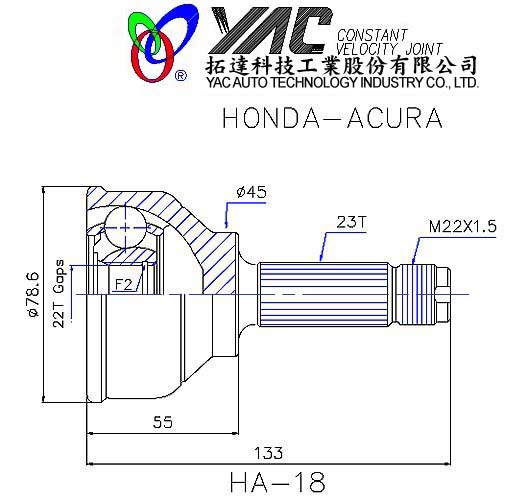 YAC CONSTANT
VELOCITY JOINT
®
拓達科技工業股份有限公司
YAC AUTO TECHNOLOGY INDUSTRY CO., LTD.
HONDA-ACURA
ø45
23T
M22X1.5
F2
22T Gaps
ø78.6
55
133
HA-18